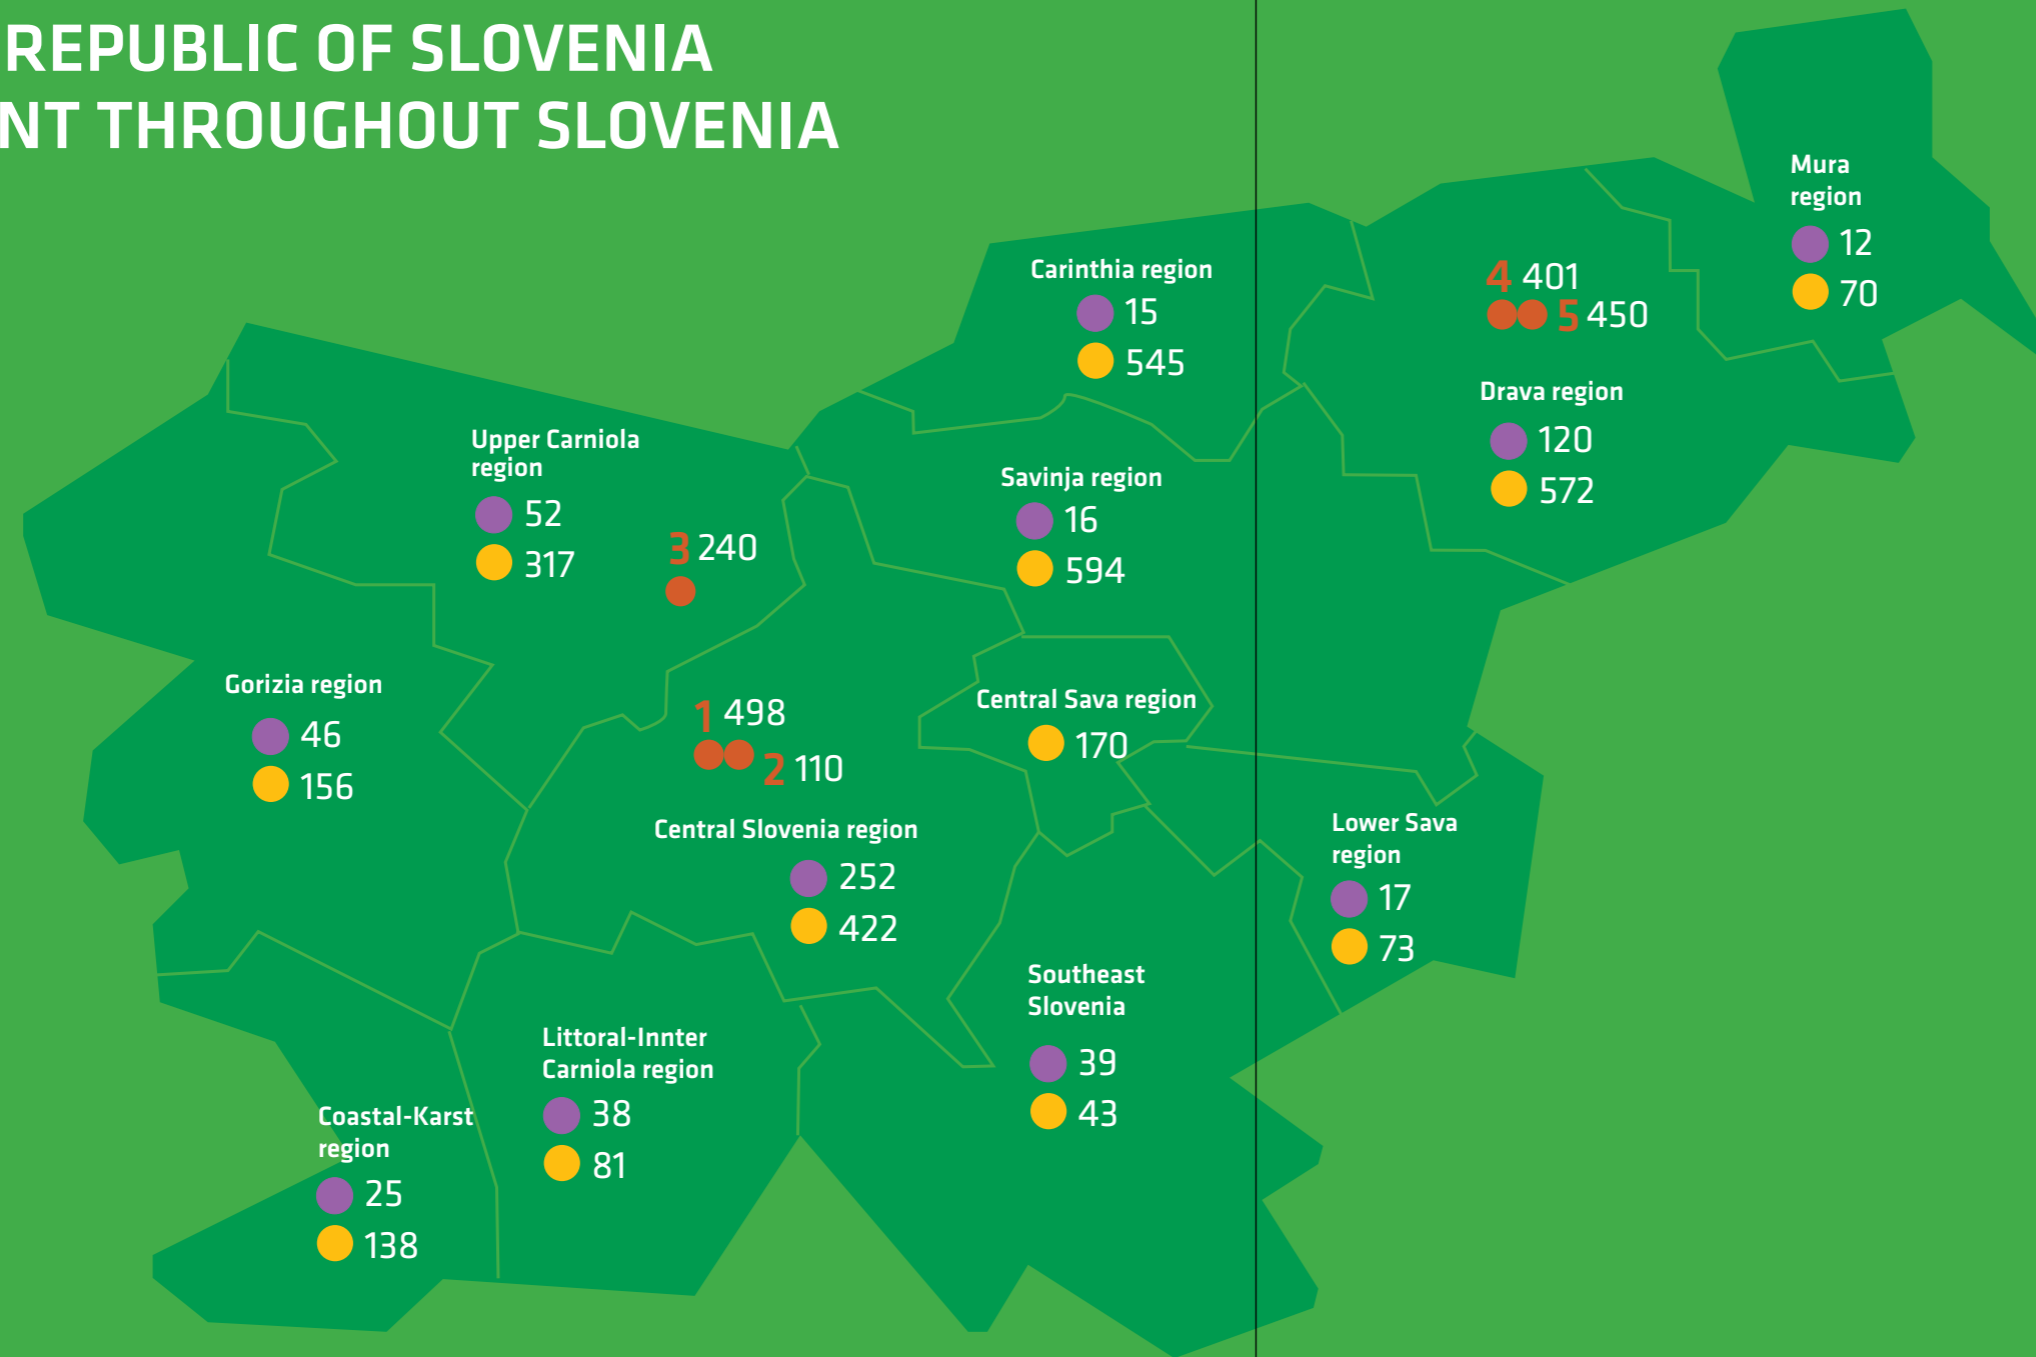 REPUBLIC OF SLOVENIA
NT THROUGHOUT SLOVENIA
Mura
region
12
70
Carinthia region
15
545
4 401
5 450
Drava region
120
572
Upper Carniola
region
52
317
3 240
Savinja region
16
594
Gorizia region
46
156
1 498
2 110
Central Sava region
170
Central Slovenia region
252
422
Lower Sava
region
17
73
Southeast
Slovenia
39
43
Littoral-Innter
Carniola region
38
81
Coastal-Karst
region
25
138